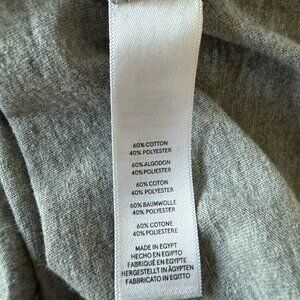 60% COTTON
40% POLYESTER
60% ALGODON
40% POLIESTER
60% COTON
40% POLYESTER
60% BAUMWOLLE
40% POLYESTER
60% COTONE
40% POLIESTERE
MADE IN EGYPT
HECHO EN EGIPTO
FABRIQUÉ EN EGYPTE
HERGESTELLT IN ÄGYPTEN
FABBRICATO IN EGITTO